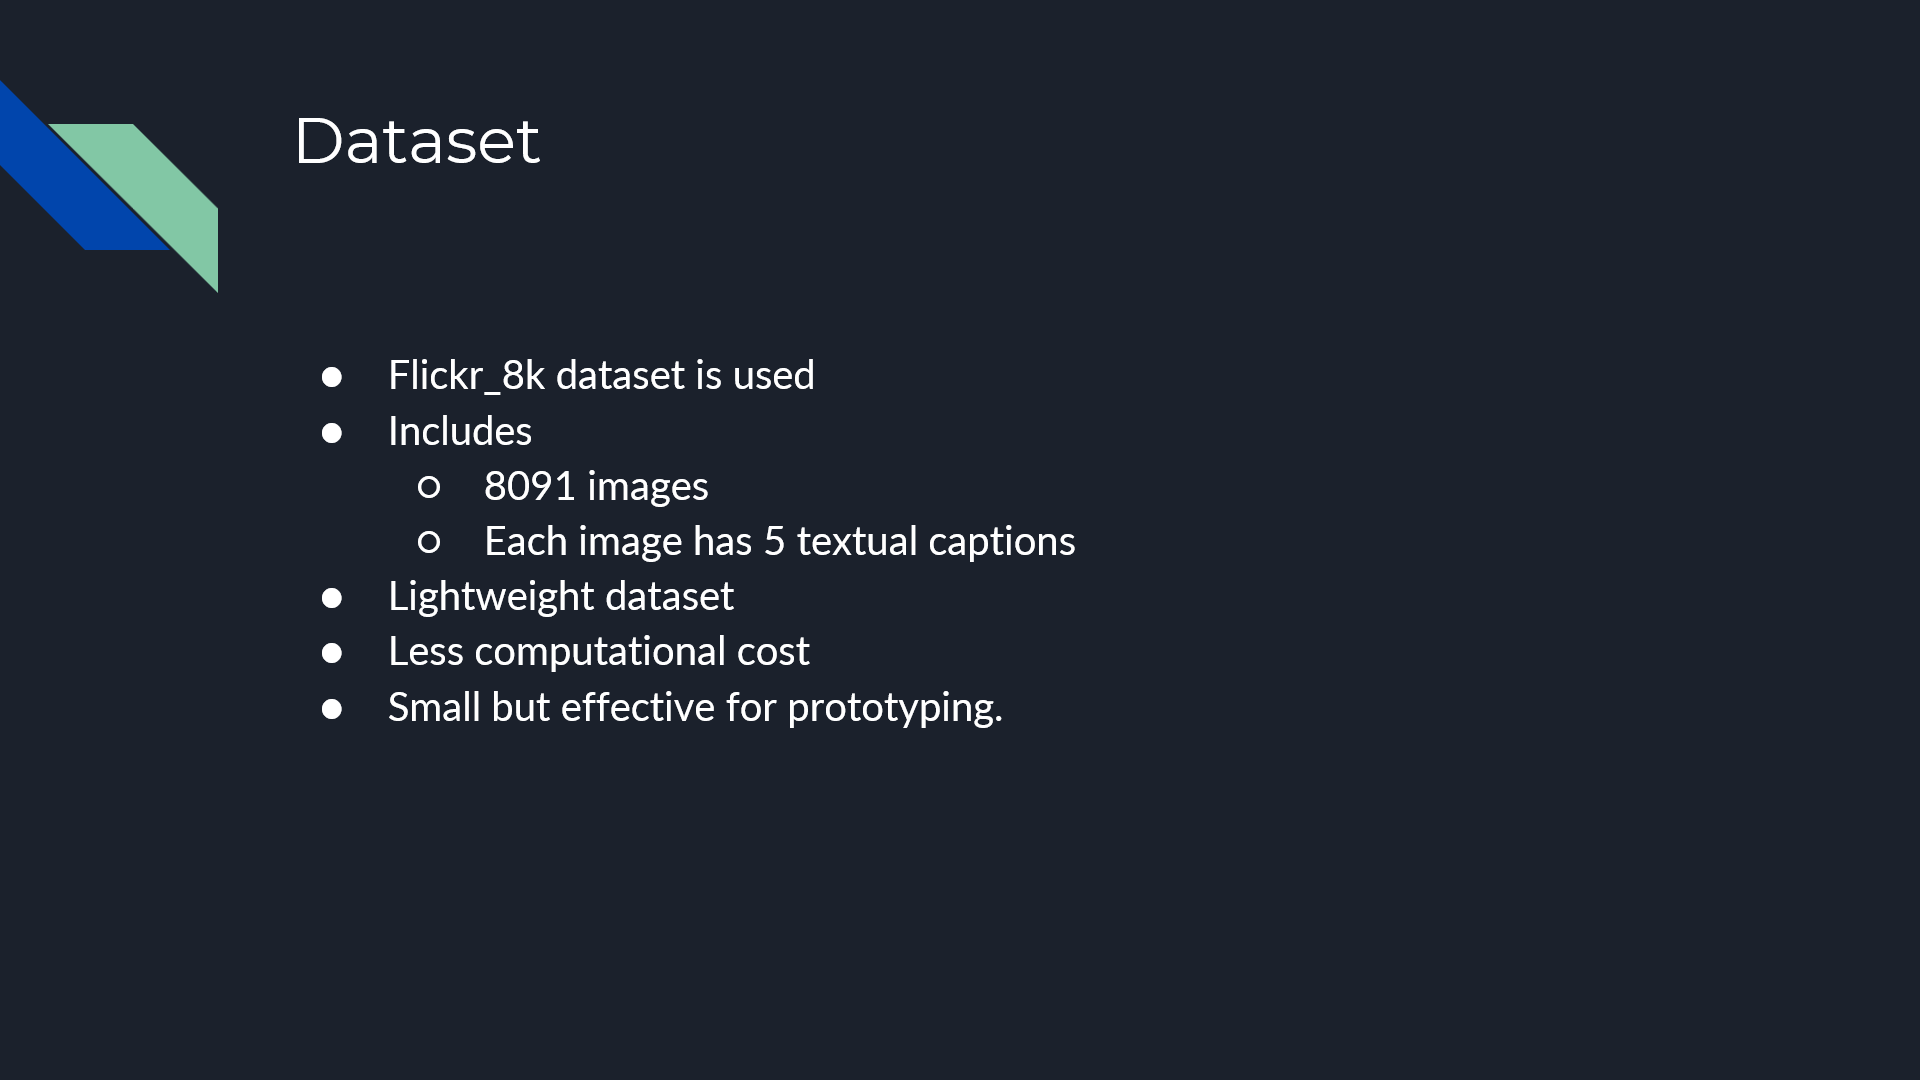 Dataset
● Flickr_8k dataset is used
● Includes
○ 8091 images
○ Each image has 5 textual captions
● Lightweight dataset
● Less computational cost
● Small but effective for prototyping.